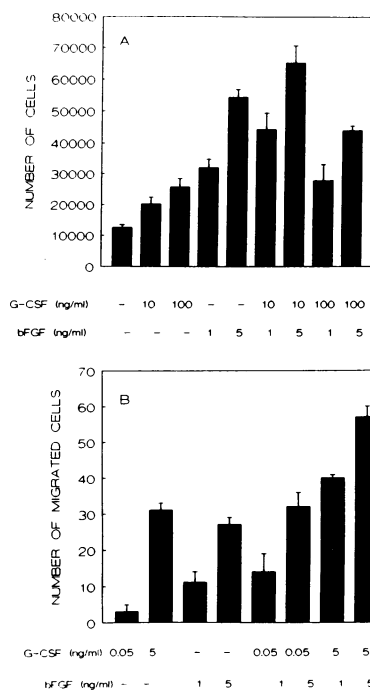 80000
A
70000
60000
50000
40000
30000
20000
10000
0
NUMBER OF CELLS
G-CSF (ng/ml) – 10 100 – – 10 10 100 100
bFGF (ng/ml) – – – 1 5 1 5 1 5
70
B
60
50
40
30
20
10
0
NUMBER OF MIGRATED CELLS
G-CSF (ng/ml) 0.05 5 – – 0.05 0.05 5 5
bFGF (ng/ml) – – 1 5 1 5 1 5